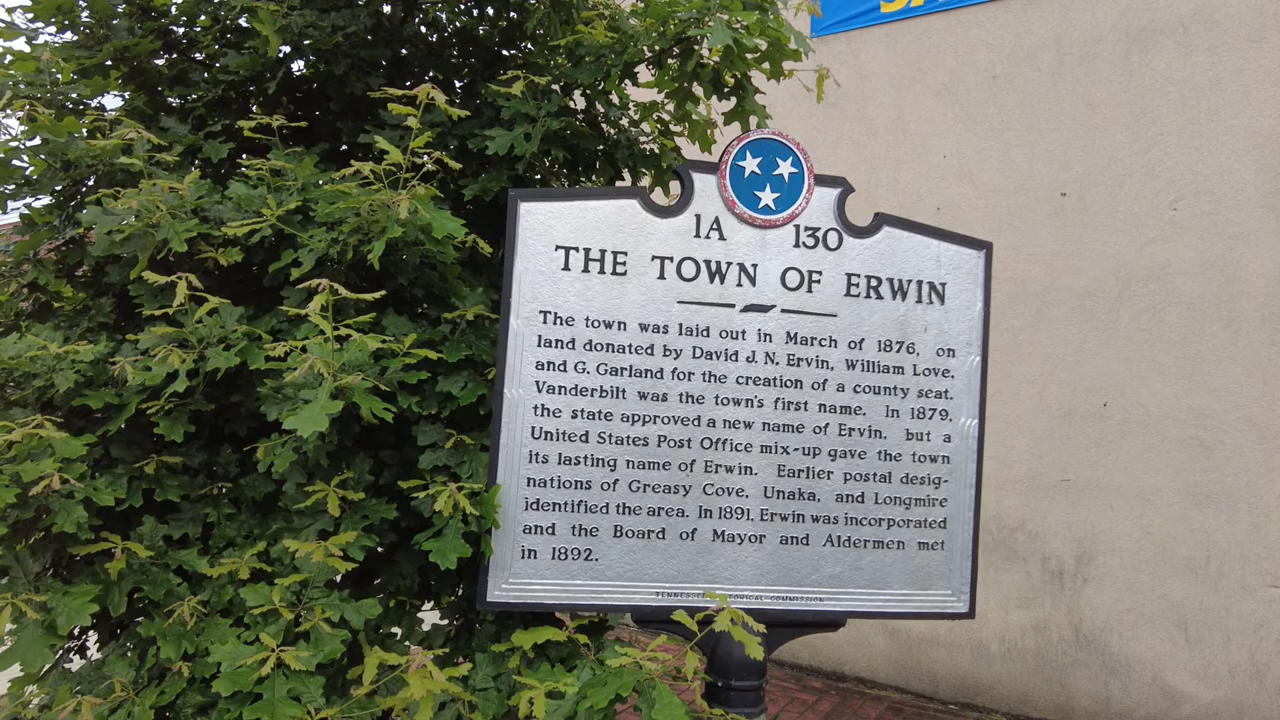 1A 130
THE TOWN OF ERWIN
The town was laid out in March of 1876, on
land donated by David J. N. Ervin, William Love,
and G. Garland for the creation of a county seat.
Vanderbilt was the town's first name. In 1879,
the state approved a new name of Ervin, but a
United States Post Office mix-up gave the town
its lasting name of Erwin. Earlier postal desig-
nations of Greasy Cove, Unaka, and Longmire
identified the area. In 1891, Erwin was incorporated
and the Board of Mayor and Aldermen met
in 1892.
COMMISSION